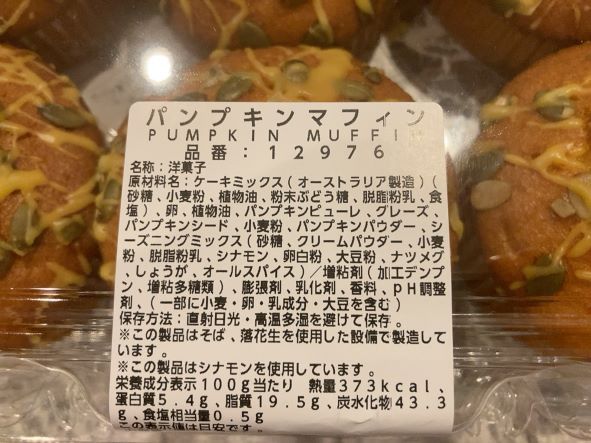 パンプキンマフィン
PUMPKIN MUFFIN
品番：12976
名称：洋菓子
原材料名：ケーキミックス(オーストラリア製造)(
砂糖、小麦粉、植物油、粉末ぶどう糖、脱脂粉乳、食
塩)、卵、植物油、パンプキンピューレ、グレーズ、
パンプキンシード、小麦粉、パンプキンパウダー、シ
ーズニングミックス(砂糖、クリームパウダー、小麦
粉、脱脂粉乳、シナモン、卵白粉、大豆粉、ナツメグ
、しょうが、オールスパイス)／増粘剤(加工デンプ
ン、増粘多糖類)、膨張剤、乳化剤、香料、pH調整
剤、(一部に小麦・卵・乳成分・大豆を含む)
保存方法：直射日光・高温多湿を避けて保存。
※この製品はそば、落花生を使用した設備で製造して
います。
※この製品はシナモンを使用しています。
栄養成分表示100g当たり 熱量373kcal、
蛋白質5.4g、脂質19.5g、炭水化物43.3
g、食塩相当量0.5g
この表示値は目安です。